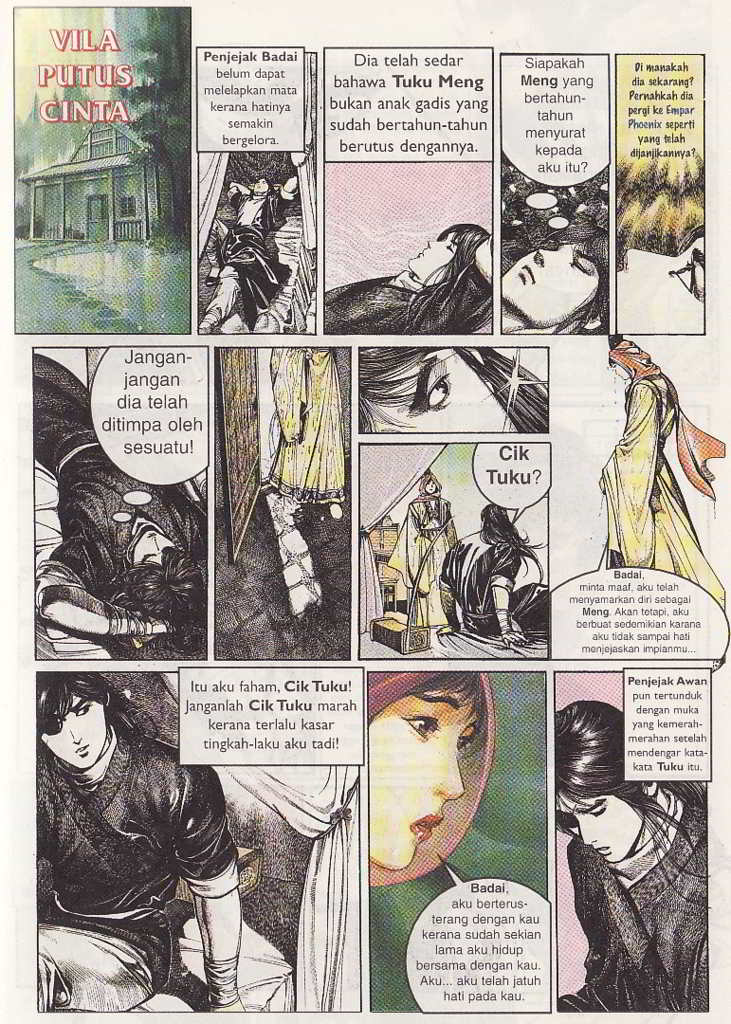 VILA
PUTUS
CINTA
Penjejak Badai
belum dapat
melelapkan mata
kerana hatinya
semakin
bergelora.
Dia telah sedar
bahawa Tuku Meng
bukan anak gadis yang
sudah bertahun-tahun
berutus dengannya.
Siapakah
Meng yang
bertahun-
tahun
menyurat
kepada
aku itu?
Di manakah
dia sekarang?
Pernahkah dia
pergi ke Empar
Phoenix seperti
yang telah
dijanjikannya?
Jangan-
jangan
dia telah
ditimpa oleh
sesuatu!
Cik
Tuku?
Badai,
minta maaf, aku telah
menyamarkan diri sebagai
Meng. Akan tetapi, aku
berbuat sedemikian karana
aku tidak sampai hati
menjejaskan impianmu...
Itu aku faham, Cik Tuku!
Janganlah Cik Tuku marah
kerana terlalu kasar
tingkah-laku aku tadi!
Badai,
aku berterus-
terang dengan kau
kerana sudah sekian
lama aku hidup
bersama dengan kau.
Aku... aku telah jatuh
hati pada kau.
Penjejak Awan
pun tertunduk
dengan muka
yang kemerah-
merahan setelah
mendengar kata-
kata Tuku itu.